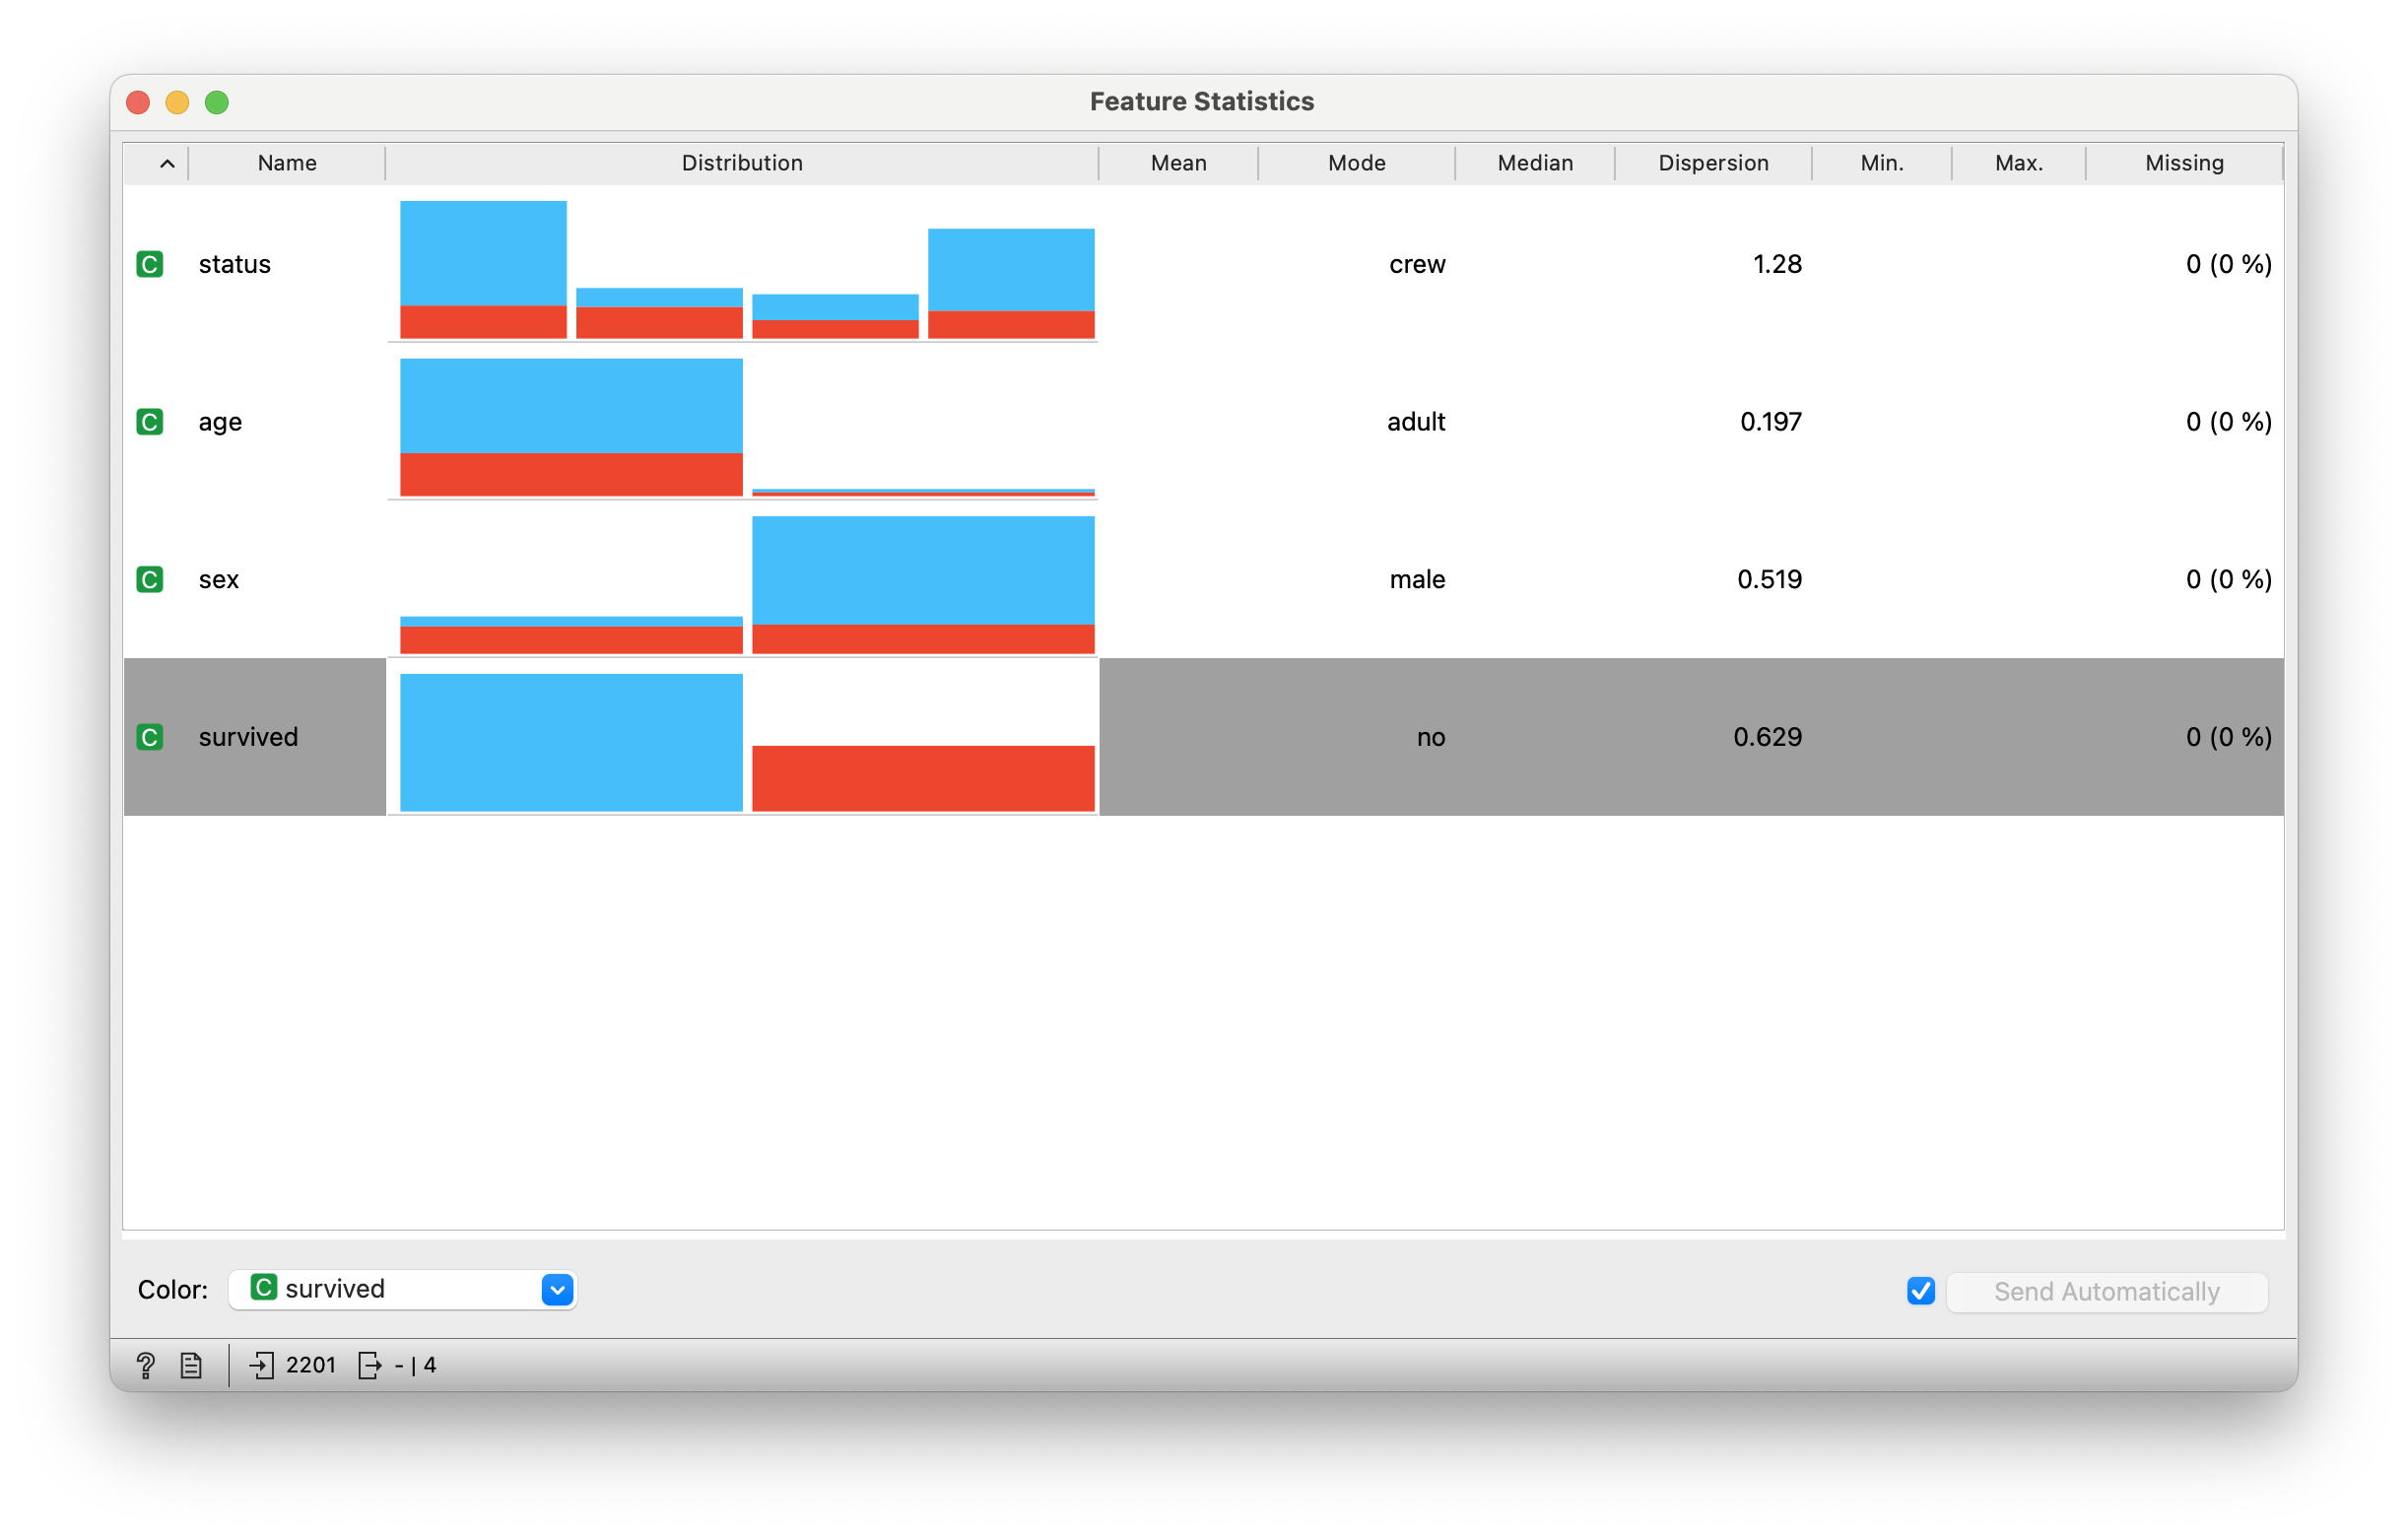 Feature Statistics
Name Distribution Mean Mode Median Dispersion Min. Max. Missing
C status crew 1.28 0 (0 %)
C age adult 0.197 0 (0 %)
C sex male 0.519 0 (0 %)
C survived no 0.629 0 (0 %)
Color: C survived Send Automatically
? 2201 - | 4